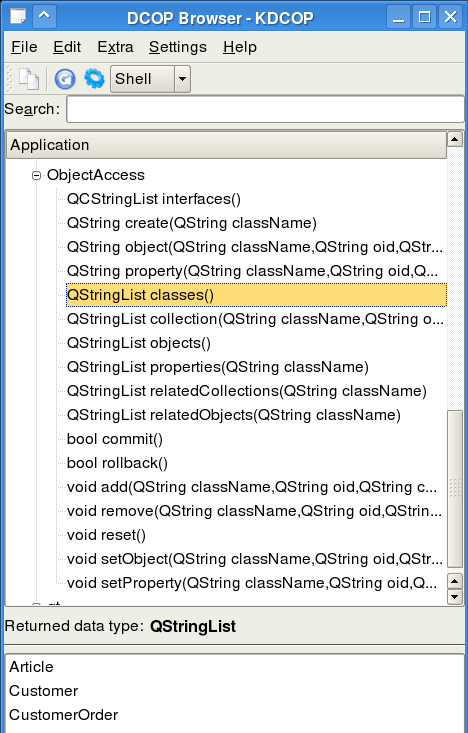 DCOP Browser - KDCOP
File Edit Extra Settings Help
Shell
Search:
Application
ObjectAccess
QCStringList interfaces()
QString create(QString className)
QString object(QString className,QString oid,QStr...
QString property(QString className,QString oid,Q...
QStringList classes()
QStringList collection(QString className,QString o...
QStringList objects()
QStringList properties(QString className)
QStringList relatedCollections(QString className)
QStringList relatedObjects(QString className)
bool commit()
bool rollback()
void add(QString className,QString oid,QString c...
void remove(QString className,QString oid,QStrin...
void reset()
void setObject(QString className,QString oid,QStr...
void setProperty(QString className,QString oid,Q...
Returned data type: QStringList
Article
Customer
CustomerOrder